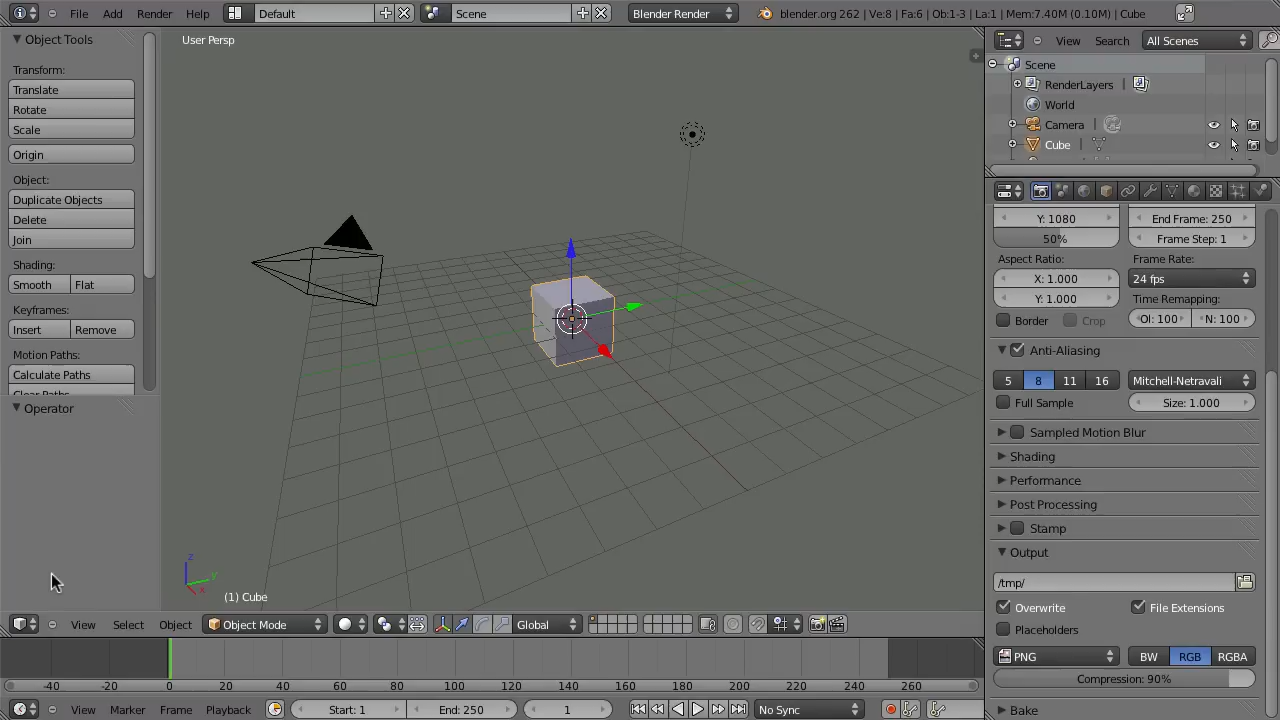 File Add Render Help Default Scene Blender Render blender.org 262 | Ve:8 | Fa:6 | Ob:1-3 | La:1 | Mem:7.40M (0.10M) | Cube
Object Tools
Transform:
Translate
Rotate
Scale
Origin
Object:
Duplicate Objects
Delete
Join
Shading:
Smooth Flat
Keyframes:
Insert Remove
Motion Paths:
Calculate Paths
Clear Paths
Operator
User Persp
z
y
x
(1) Cube
View Search All Scenes
Scene
RenderLayers |
World
Camera |
Cube |
Y: 1080 End Frame: 250
50% Frame Step: 1
Aspect Ratio: Frame Rate:
X: 1.000 24 fps
Y: 1.000 Time Remapping:
Border Crop Ol: 100 N: 100
Anti-Aliasing
5 8 11 16 Mitchell-Netravali
Full Sample Size: 1.000
Sampled Motion Blur
Shading
Performance
Post Processing
Stamp
Output
/tmp/
Overwrite File Extensions
Placeholders
PNG BW RGB RGBA
Compression: 90%
Bake
View Select Object Object Mode Global
-40 -20 0 20 40 60 80 100 120 140 160 180 200 220 240 260
View Marker Frame Playback Start: 1 End: 250 1 No Sync